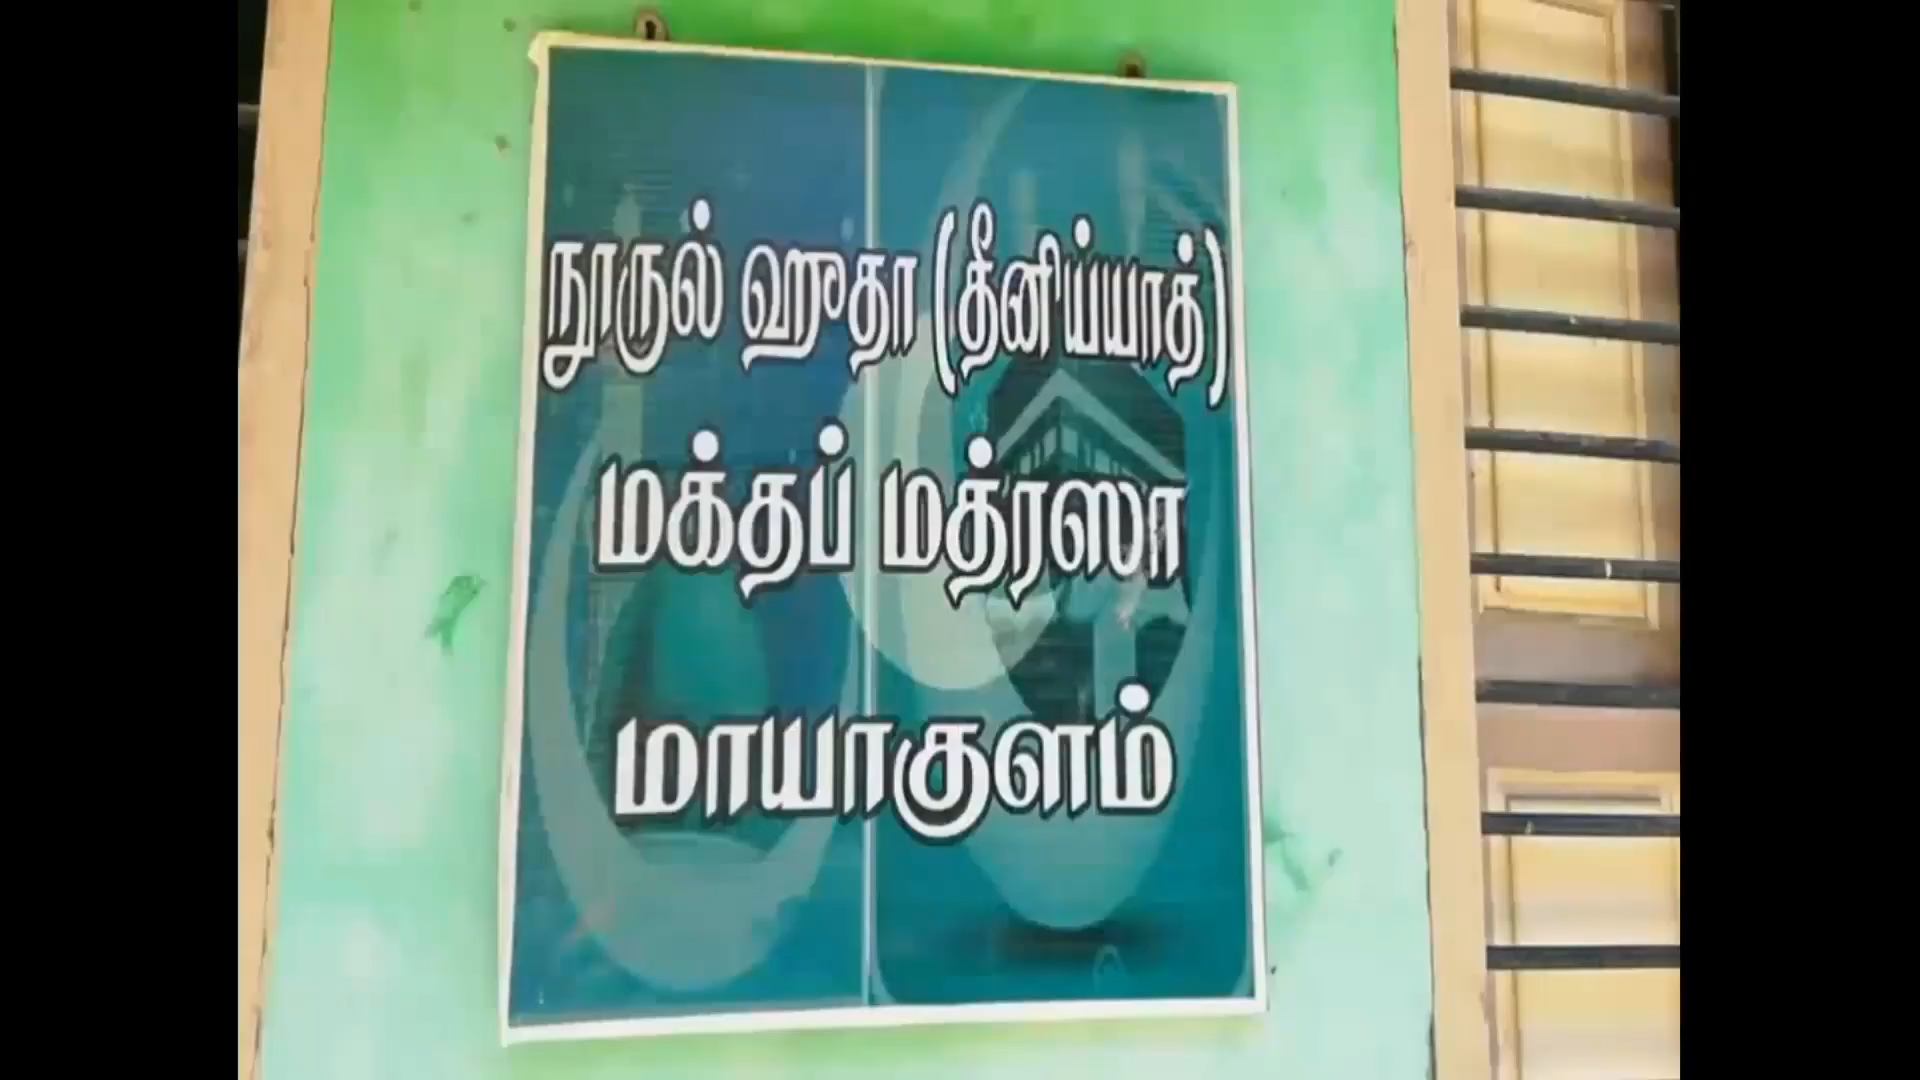 நூருல் ஹுதா (தீனிய்யாத்)
மக்தப் மத்ரஸா
மாயாகுளம்